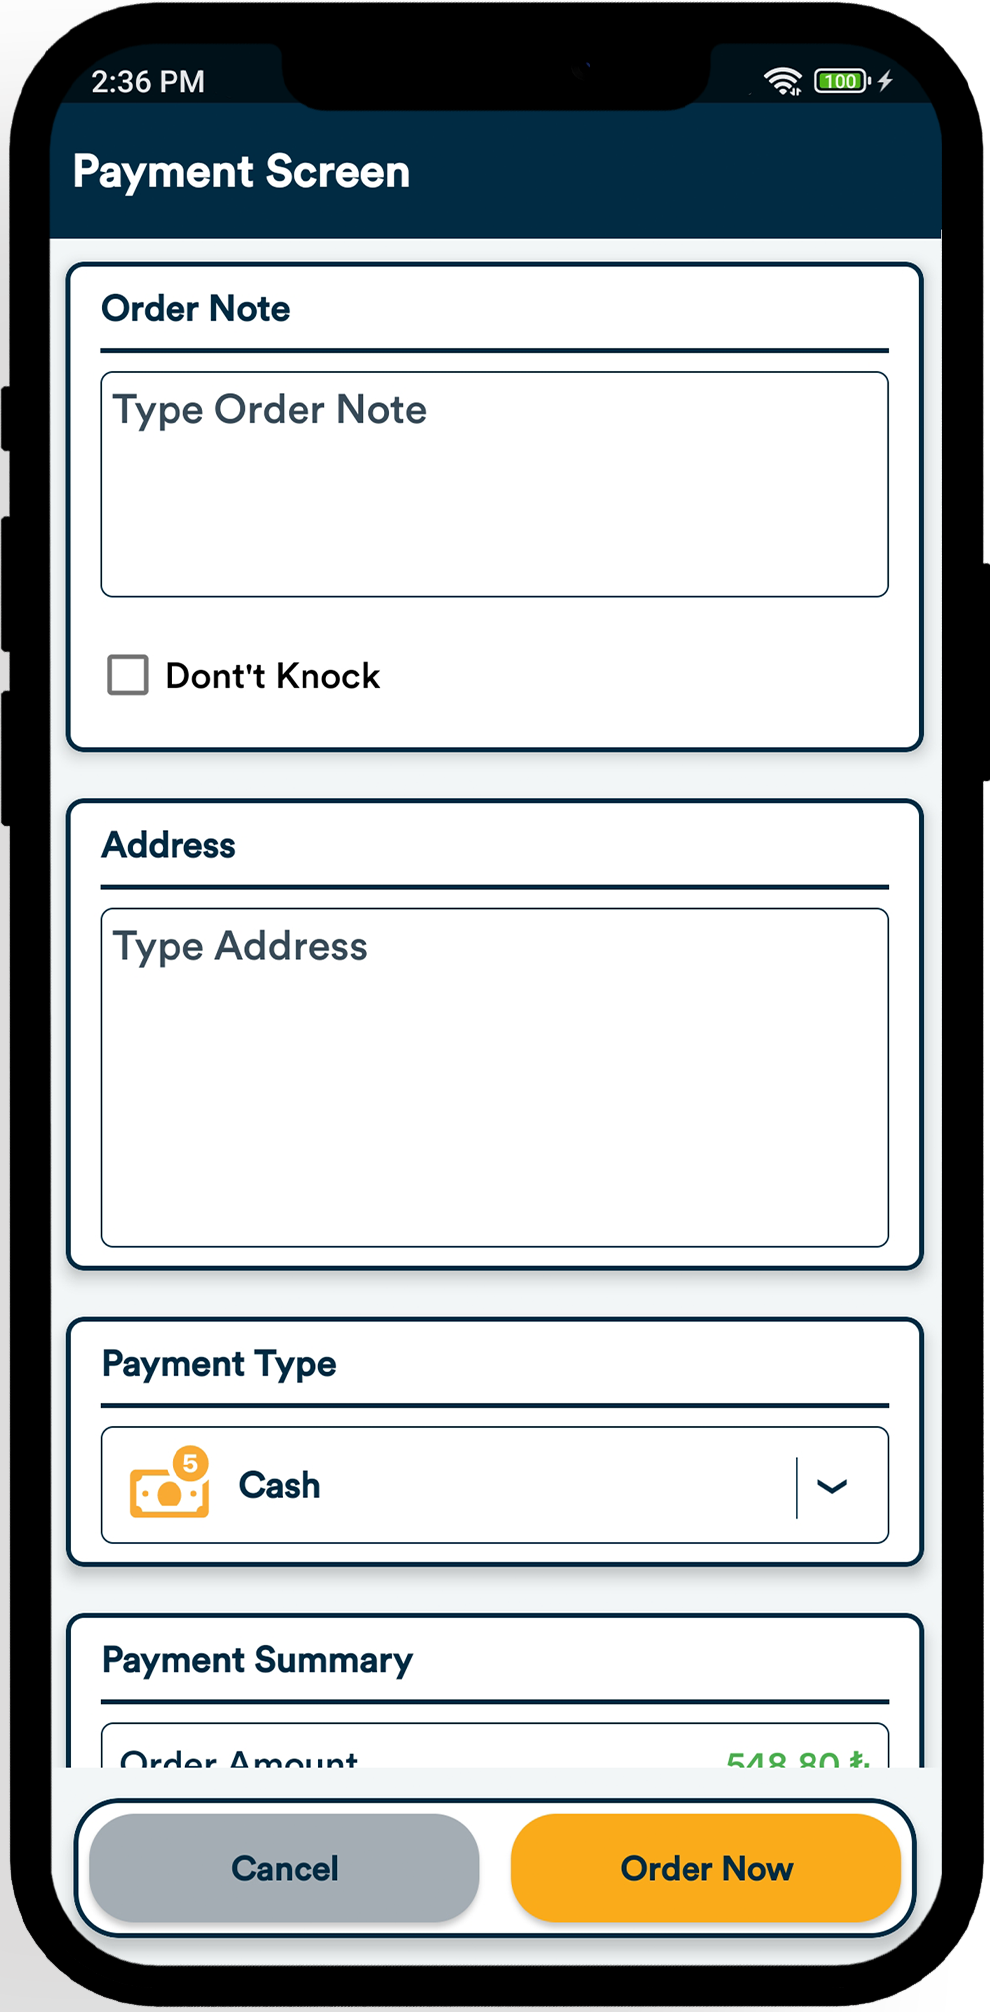 2:36 PM
100
Payment Screen
Order Note
Type Order Note
Dont't Knock
Address
Type Address
Payment Type
5
Cash
Payment Summary
Order Amount 548.80 ₺
Cancel
Order Now